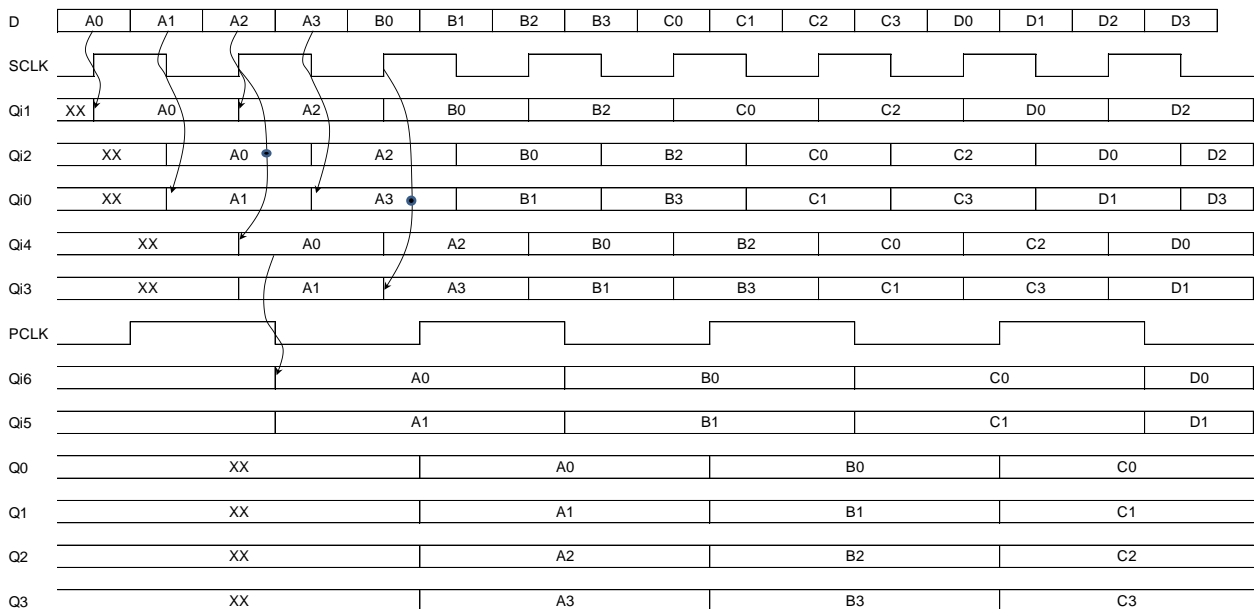 D A0 A1 A2 A3 B0 B1 B2 B3 C0 C1 C2 C3 D0 D1 D2 D3
SCLK
Qi1 XX A0 A2 B0 B2 C0 C2 D0 D2
Qi2 XX A0 A2 B0 B2 C0 C2 D0 D2
Qi0 XX A1 A3 B1 B3 C1 C3 D1 D3
Qi4 XX A0 A2 B0 B2 C0 C2 D0
Qi3 XX A1 A3 B1 B3 C1 C3 D1
PCLK
Qi6 A0 B0 C0 D0
Qi5 A1 B1 C1 D1
Q0 XX A0 B0 C0
Q1 XX A1 B1 C1
Q2 XX A2 B2 C2
Q3 XX A3 B3 C3